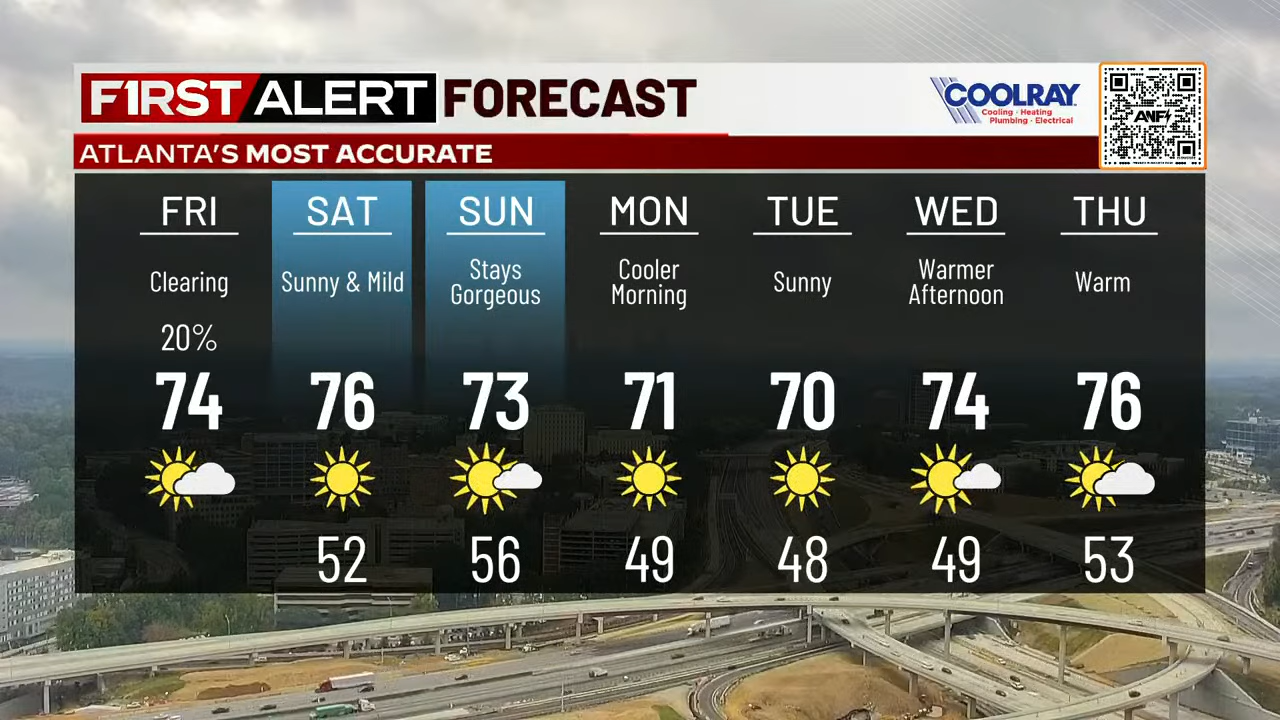 F1RST ALERT FORECAST
COOLRAY
Cooling · Heating
Plumbing · Electrical
ANF
ATLANTA'S MOST ACCURATE
FRI SAT SUN MON TUE WED THU
Clearing
Sunny & Mild
Stays
Gorgeous
Cooler
Morning
Sunny
Warmer
Afternoon
Warm
20%
74 76 73 71 70 74 76
52 56 49 48 49 53